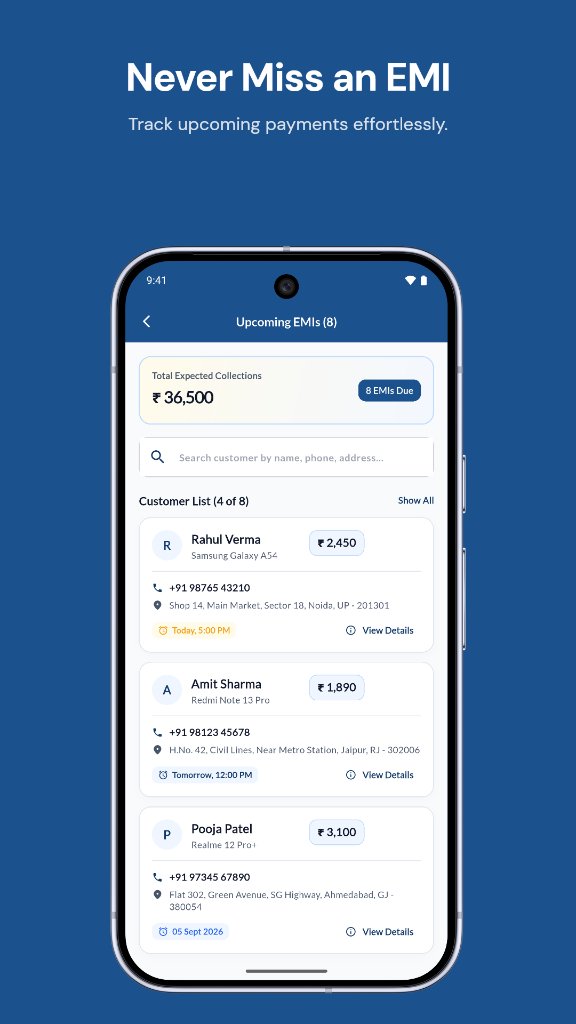 Never Miss an EMI
Track upcoming payments effortlessly.
9:41
Upcoming EMIs (8)
Total Expected Collections
₹ 36,500
8 EMIs Due
Search customer by name, phone, address...
Customer List (4 of 8)
Show All
R
Rahul Verma
Samsung Galaxy A54
₹ 2,450
+91 98765 43210
Shop 14, Main Market, Sector 18, Noida, UP - 201301
Today, 5:00 PM
View Details
A
Amit Sharma
Redmi Note 13 Pro
₹ 1,890
+91 98123 45678
H.No. 42, Civil Lines, Near Metro Station, Jaipur, RJ - 302006
Tomorrow, 12:00 PM
View Details
P
Pooja Patel
Realme 12 Pro+
₹ 3,100
+91 97345 67890
Flat 302, Green Avenue, SG Highway, Ahmedabad, GJ -
380054
05 Sept 2026
View Details